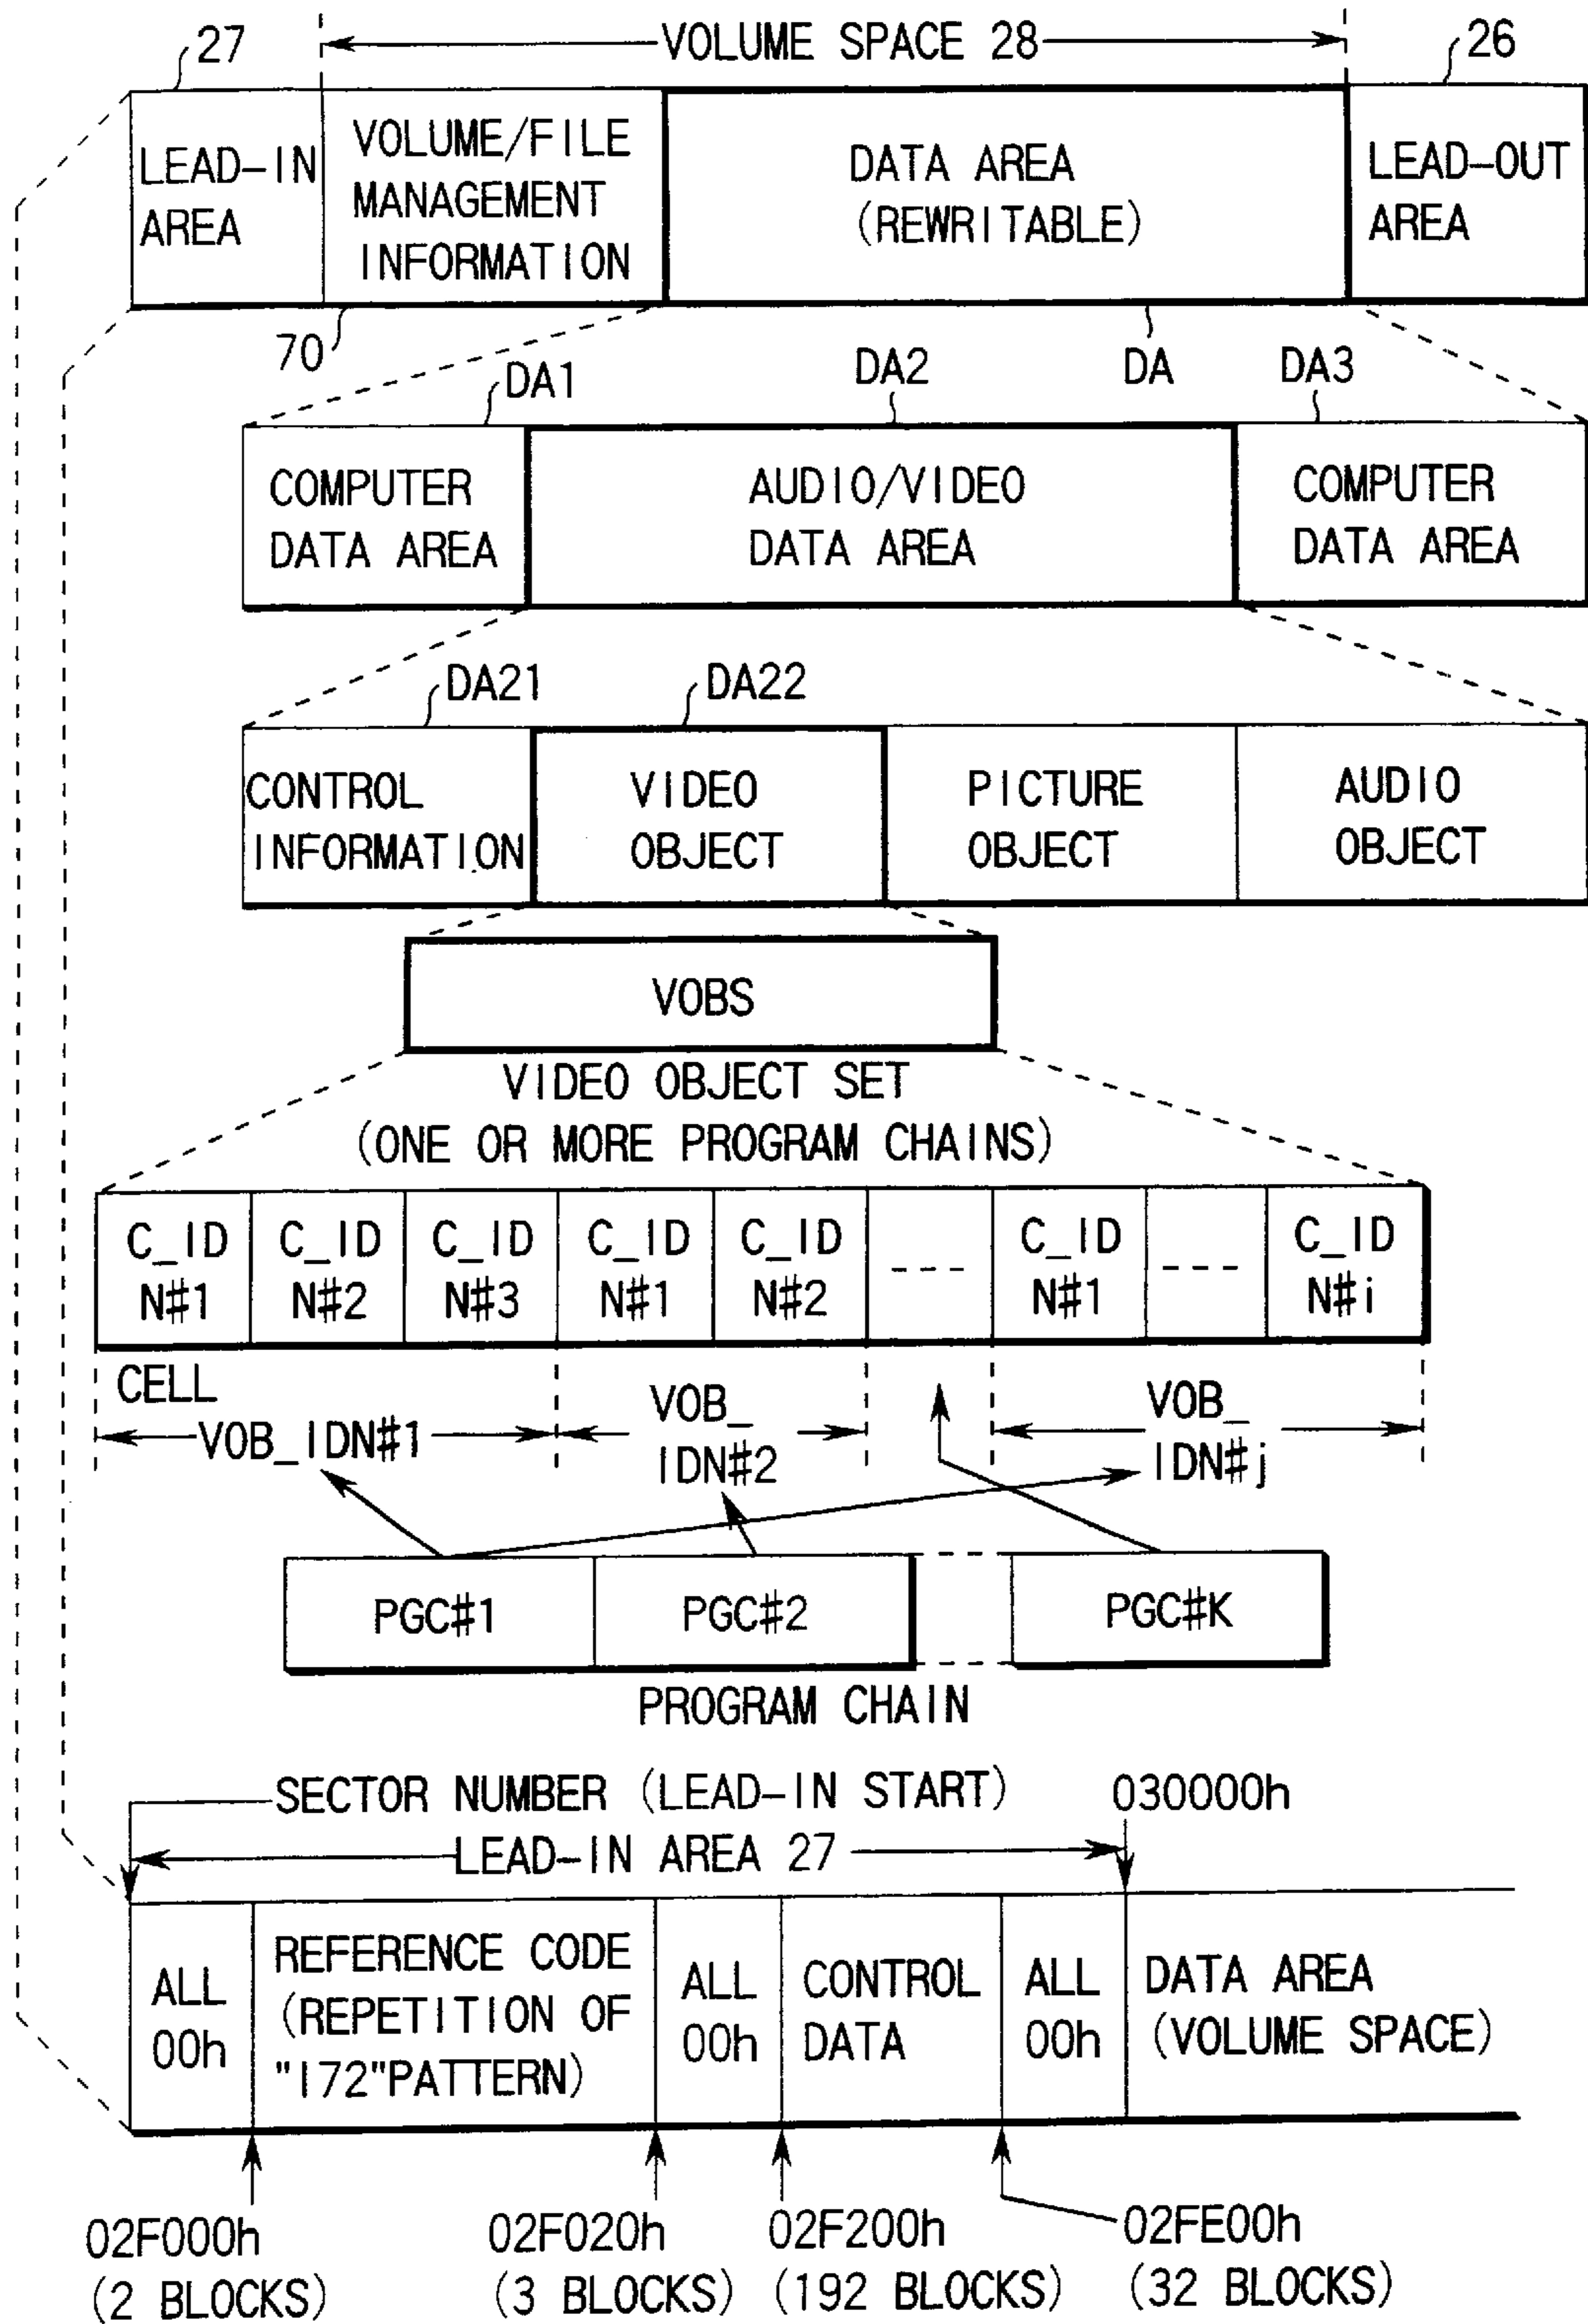 27
VOLUME SPACE 28
26
LEAD-IN
AREA
VOLUME/FILE
MANAGEMENT
INFORMATION
DATA AREA
(REWRITABLE)
LEAD-OUT
AREA
70
DA1
DA2
DA
DA3
COMPUTER
DATA AREA
AUDIO/VIDEO
DATA AREA
COMPUTER
DATA AREA
DA21
DA22
CONTROL
INFORMATION
VIDEO
OBJECT
PICTURE
OBJECT
AUDIO
OBJECT
VOBS
VIDEO OBJECT SET
(ONE OR MORE PROGRAM CHAINS)
C_ID
N#1
C_ID
N#2
C_ID
N#3
C_ID
N#1
C_ID
N#2
----
C_ID
N#1
----
C_ID
N#i
CELL
VOB_IDN#1
VOB_
IDN#2
VOB_
IDN#j
PGC#1
PGC#2
PGC#K
PROGRAM CHAIN
SECTOR NUMBER (LEAD-IN START)
030000h
LEAD-IN AREA 27
ALL
00h
REFERENCE CODE
(REPETITION OF
"172"PATTERN)
ALL
00h
CONTROL
DATA
ALL
00h
DATA AREA
(VOLUME SPACE)
02F000h
(2 BLOCKS)
02F020h
(3 BLOCKS)
02F200h
(192 BLOCKS)
02FE00h
(32 BLOCKS)